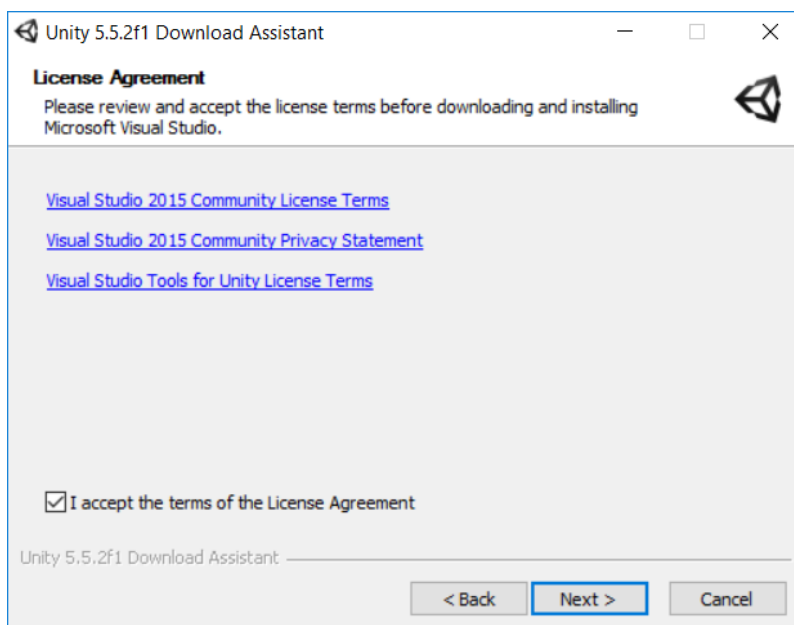 Unity 5.5.2f1 Download Assistant
License Agreement
Please review and accept the license terms before downloading and installing
Microsoft Visual Studio.
Visual Studio 2015 Community License Terms
Visual Studio 2015 Community Privacy Statement
Visual Studio Tools for Unity License Terms
I accept the terms of the License Agreement
Unity 5.5.2f1 Download Assistant
< Back
Next >
Cancel